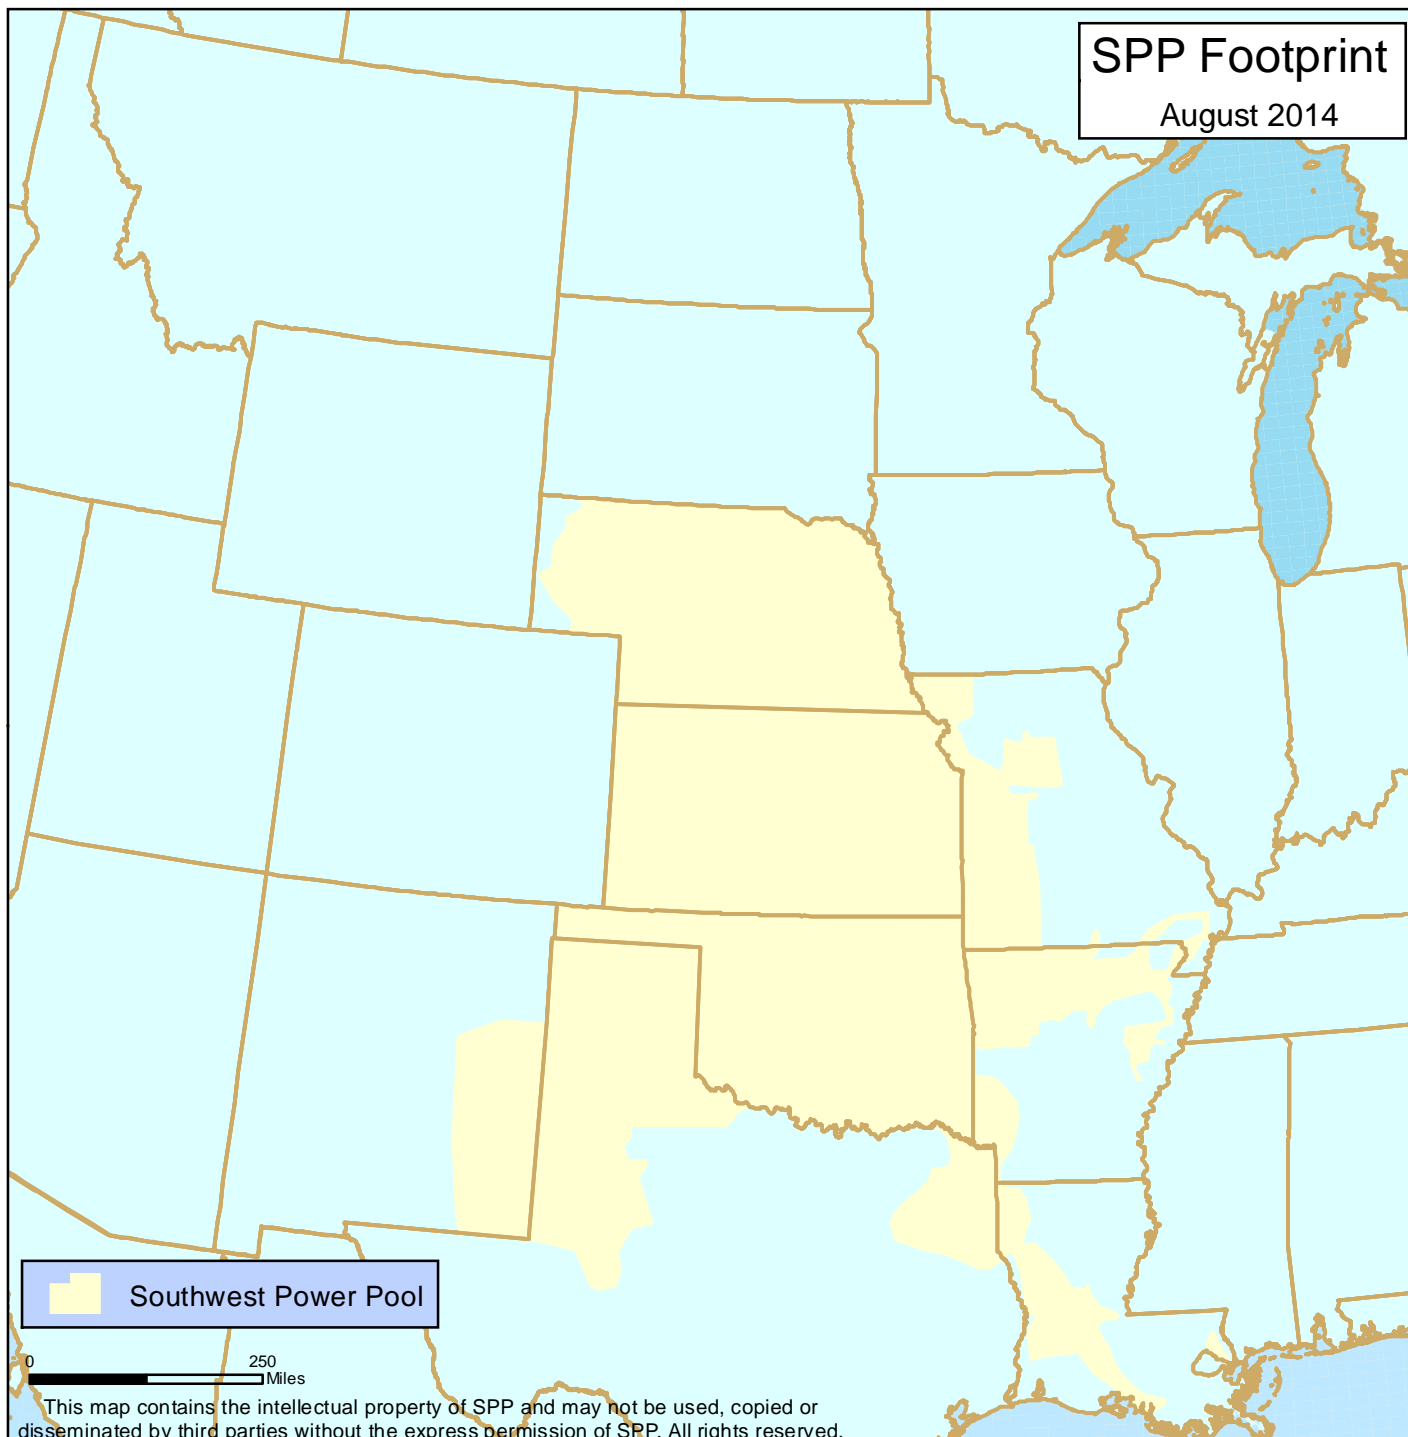 SPP Footprint
August 2014
Southwest Power Pool
0 250
Miles
This map contains the intellectual property of SPP and may not be used, copied or
disseminated by third parties without the express permission of SPP. All rights reserved.